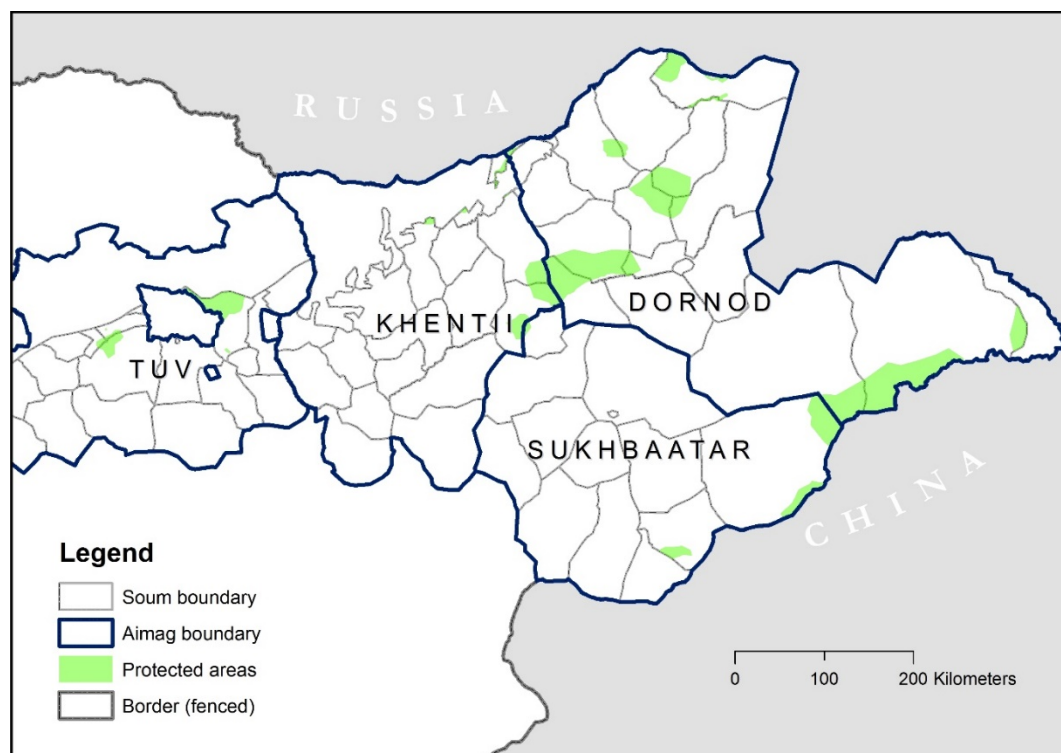 RUSSIA
DORNOD
KHENTII
TUV
SUKHBAATAR
CHINA
Legend
Soum boundary
Aimag boundary
Protected areas
Border (fenced)
0 100 200 Kilometers